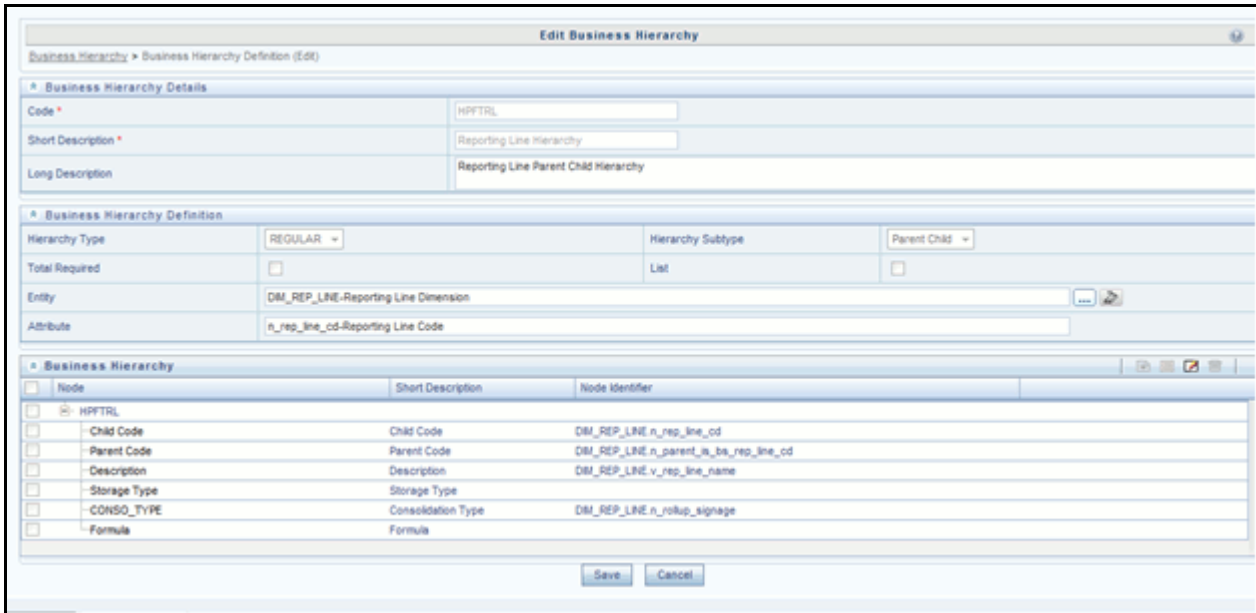 Edit Business Hierarchy
Business Hierarchy > Business Hierarchy Definition (Edit)
Business Hierarchy Details
Code *
HPFTRL
Short Description *
Reporting Line Hierarchy
Long Description
Reporting Line Parent Child Hierarchy
Business Hierarchy Definition
Hierarchy Type
REGULAR
Hierarchy Subtype
Parent Child
Total Required
List
Entity
DIM_REP_LINE-Reporting Line Dimension
...
Attribute
n_rep_line_cd-Reporting Line Code
Business Hierarchy
Node Short Description Node Identifier
HPFTRL
Child Code Child Code DIM_REP_LINE.n_rep_line_cd
Parent Code Parent Code DIM_REP_LINE.n_parent_is_bs_rep_line_cd
Description Description DIM_REP_LINE.v_rep_line_name
Storage Type Storage Type
CONSO_TYPE Consolidation Type DIM_REP_LINE.n_rollup_signage
Formula Formula
Save Cancel